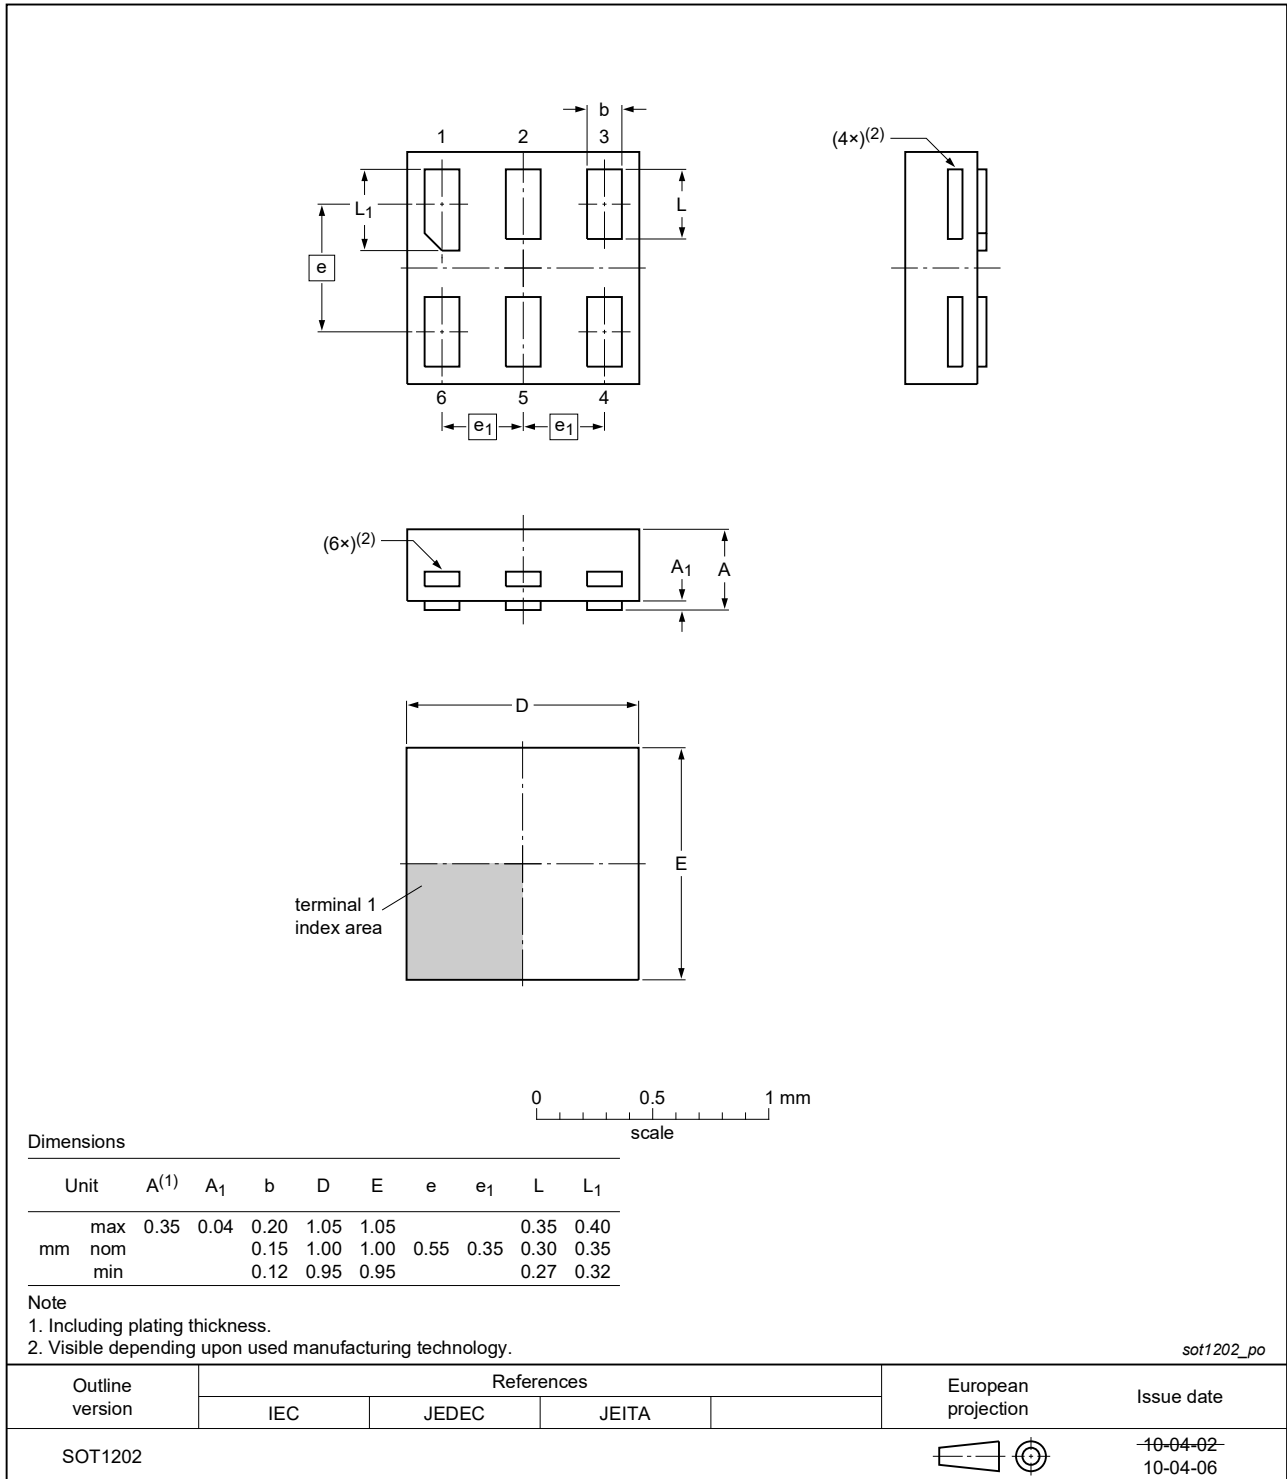 b
1 2 3
(4×)(2)
L1
L
e
6 5 4
e1 e1
(6×)(2)
A1
A
D
E
terminal 1
index area
0 0.5 1 mm
scale
Dimensions
Unit A(1) A1 b D E e e1 L L1
max 0.35 0.04 0.20 1.05 1.05 0.35 0.40
mm nom 0.15 1.00 1.00 0.55 0.35 0.30 0.35
min 0.12 0.95 0.95 0.27 0.32
Note
1. Including plating thickness.
2. Visible depending upon used manufacturing technology.
sot1202_po
Outline
version
References
IEC JEDEC JEITA
European
projection
Issue date
SOT1202
10-04-02
10-04-06